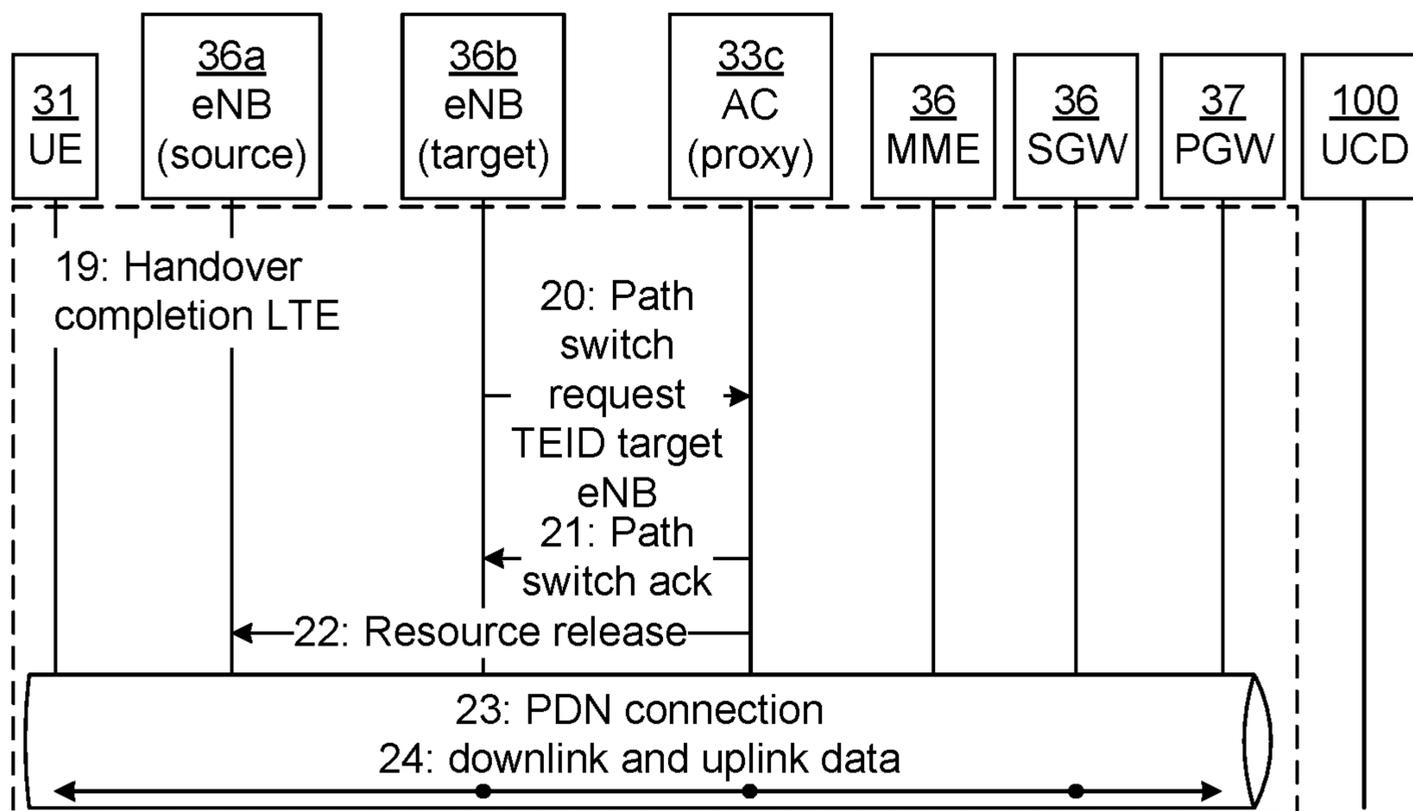 31
UE
36a
eNB
(source)
36b
eNB
(target)
33c
AC
(proxy)
36
MME
36
SGW
37
PGW
100
UCD
19: Handover
completion LTE
20: Path
switch
request
TEID target
eNB
21: Path
switch ack
22: Resource release
23: PDN connection
24: downlink and uplink data